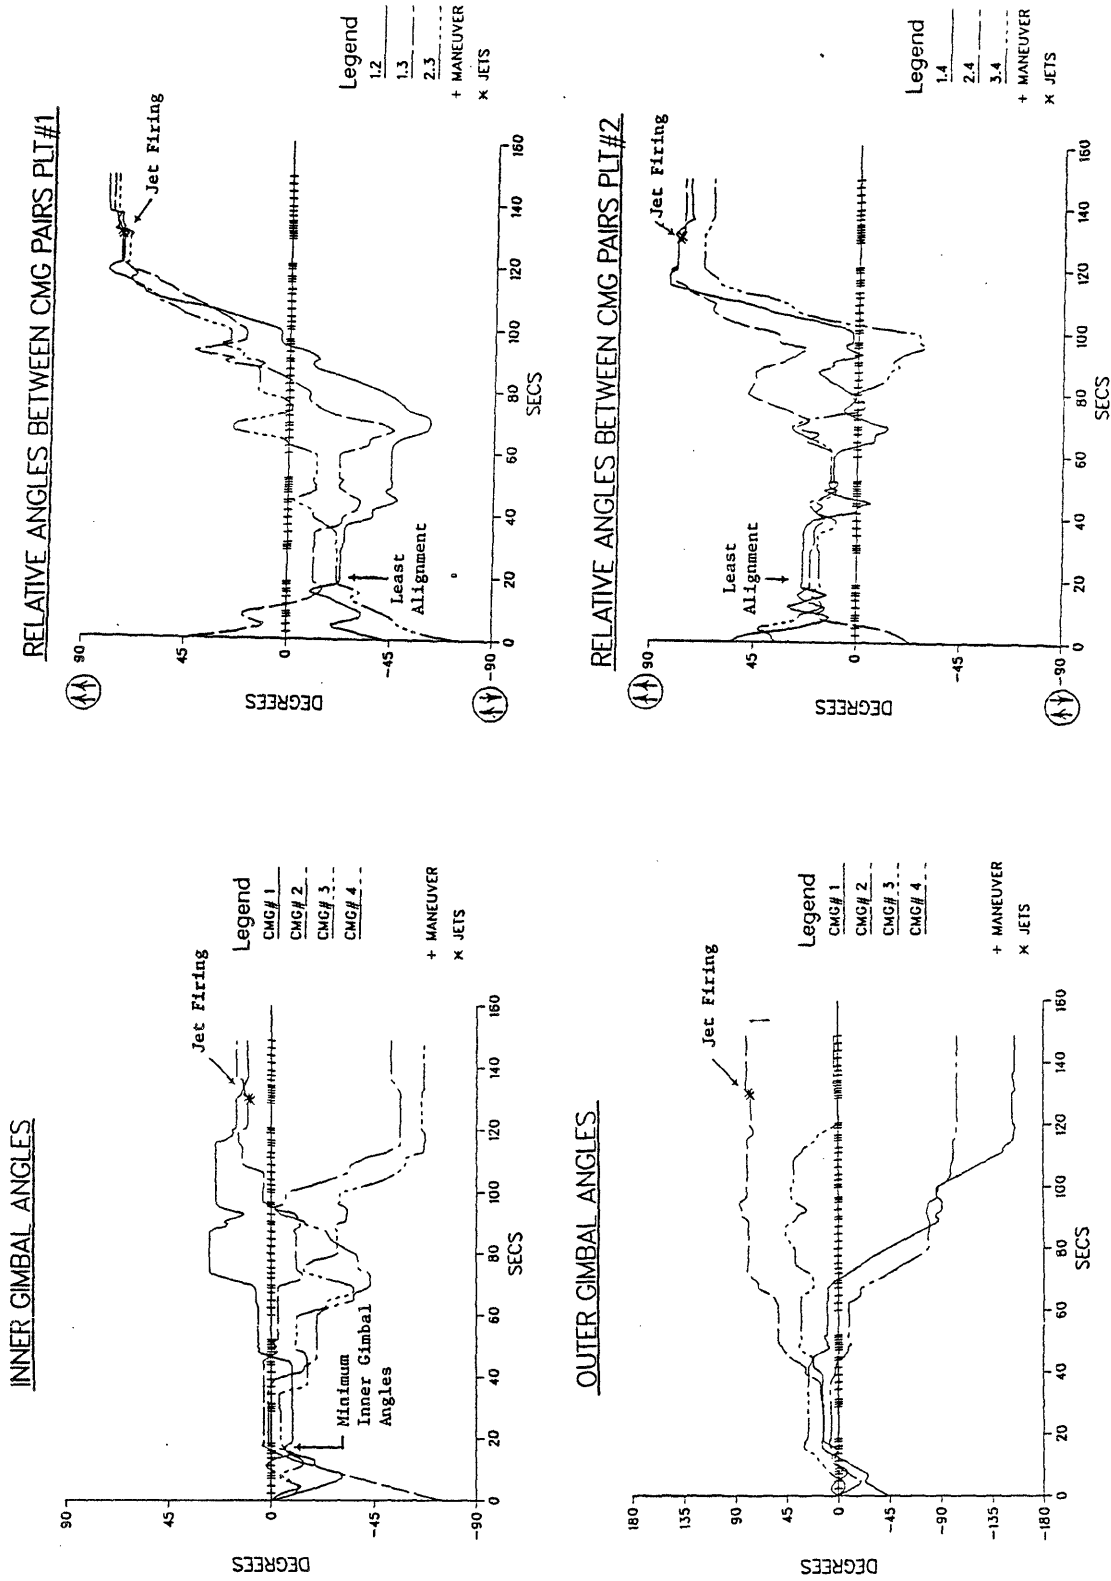 INNER GIMBAL ANGLES
90
45
0
-45
-90
DEGREES
0
20
40
60
80
100
120
140
160
SECS
Minimum
Inner Gimbal
Angles
Jet Firing
Legend
CMG# 1
CMG# 2
CMG# 3
CMG# 4
+ MANEUVER
× JETS
RELATIVE ANGLES BETWEEN CMG PAIRS PLT#1
90
45
0
-45
-90
DEGREES
0
20
40
60
80
100
120
140
160
SECS
Least
Alignment
Jet Firing
Legend
1.2
1.3
2.3
+ MANEUVER
× JETS
OUTER GIMBAL ANGLES
180
135
90
45
0
-45
-90
-135
-180
DEGREES
0
20
40
60
80
100
120
140
160
SECS
Jet Firing
Legend
CMG# 1
CMG# 2
CMG# 3
CMG# 4
+ MANEUVER
× JETS
RELATIVE ANGLES BETWEEN CMG PAIRS PLT#2
90
45
0
-45
-90
DEGREES
0
20
40
60
80
100
120
140
160
SECS
Least
Alignment
Jet Firing
Legend
1.4
2.4
3.4
+ MANEUVER
× JETS